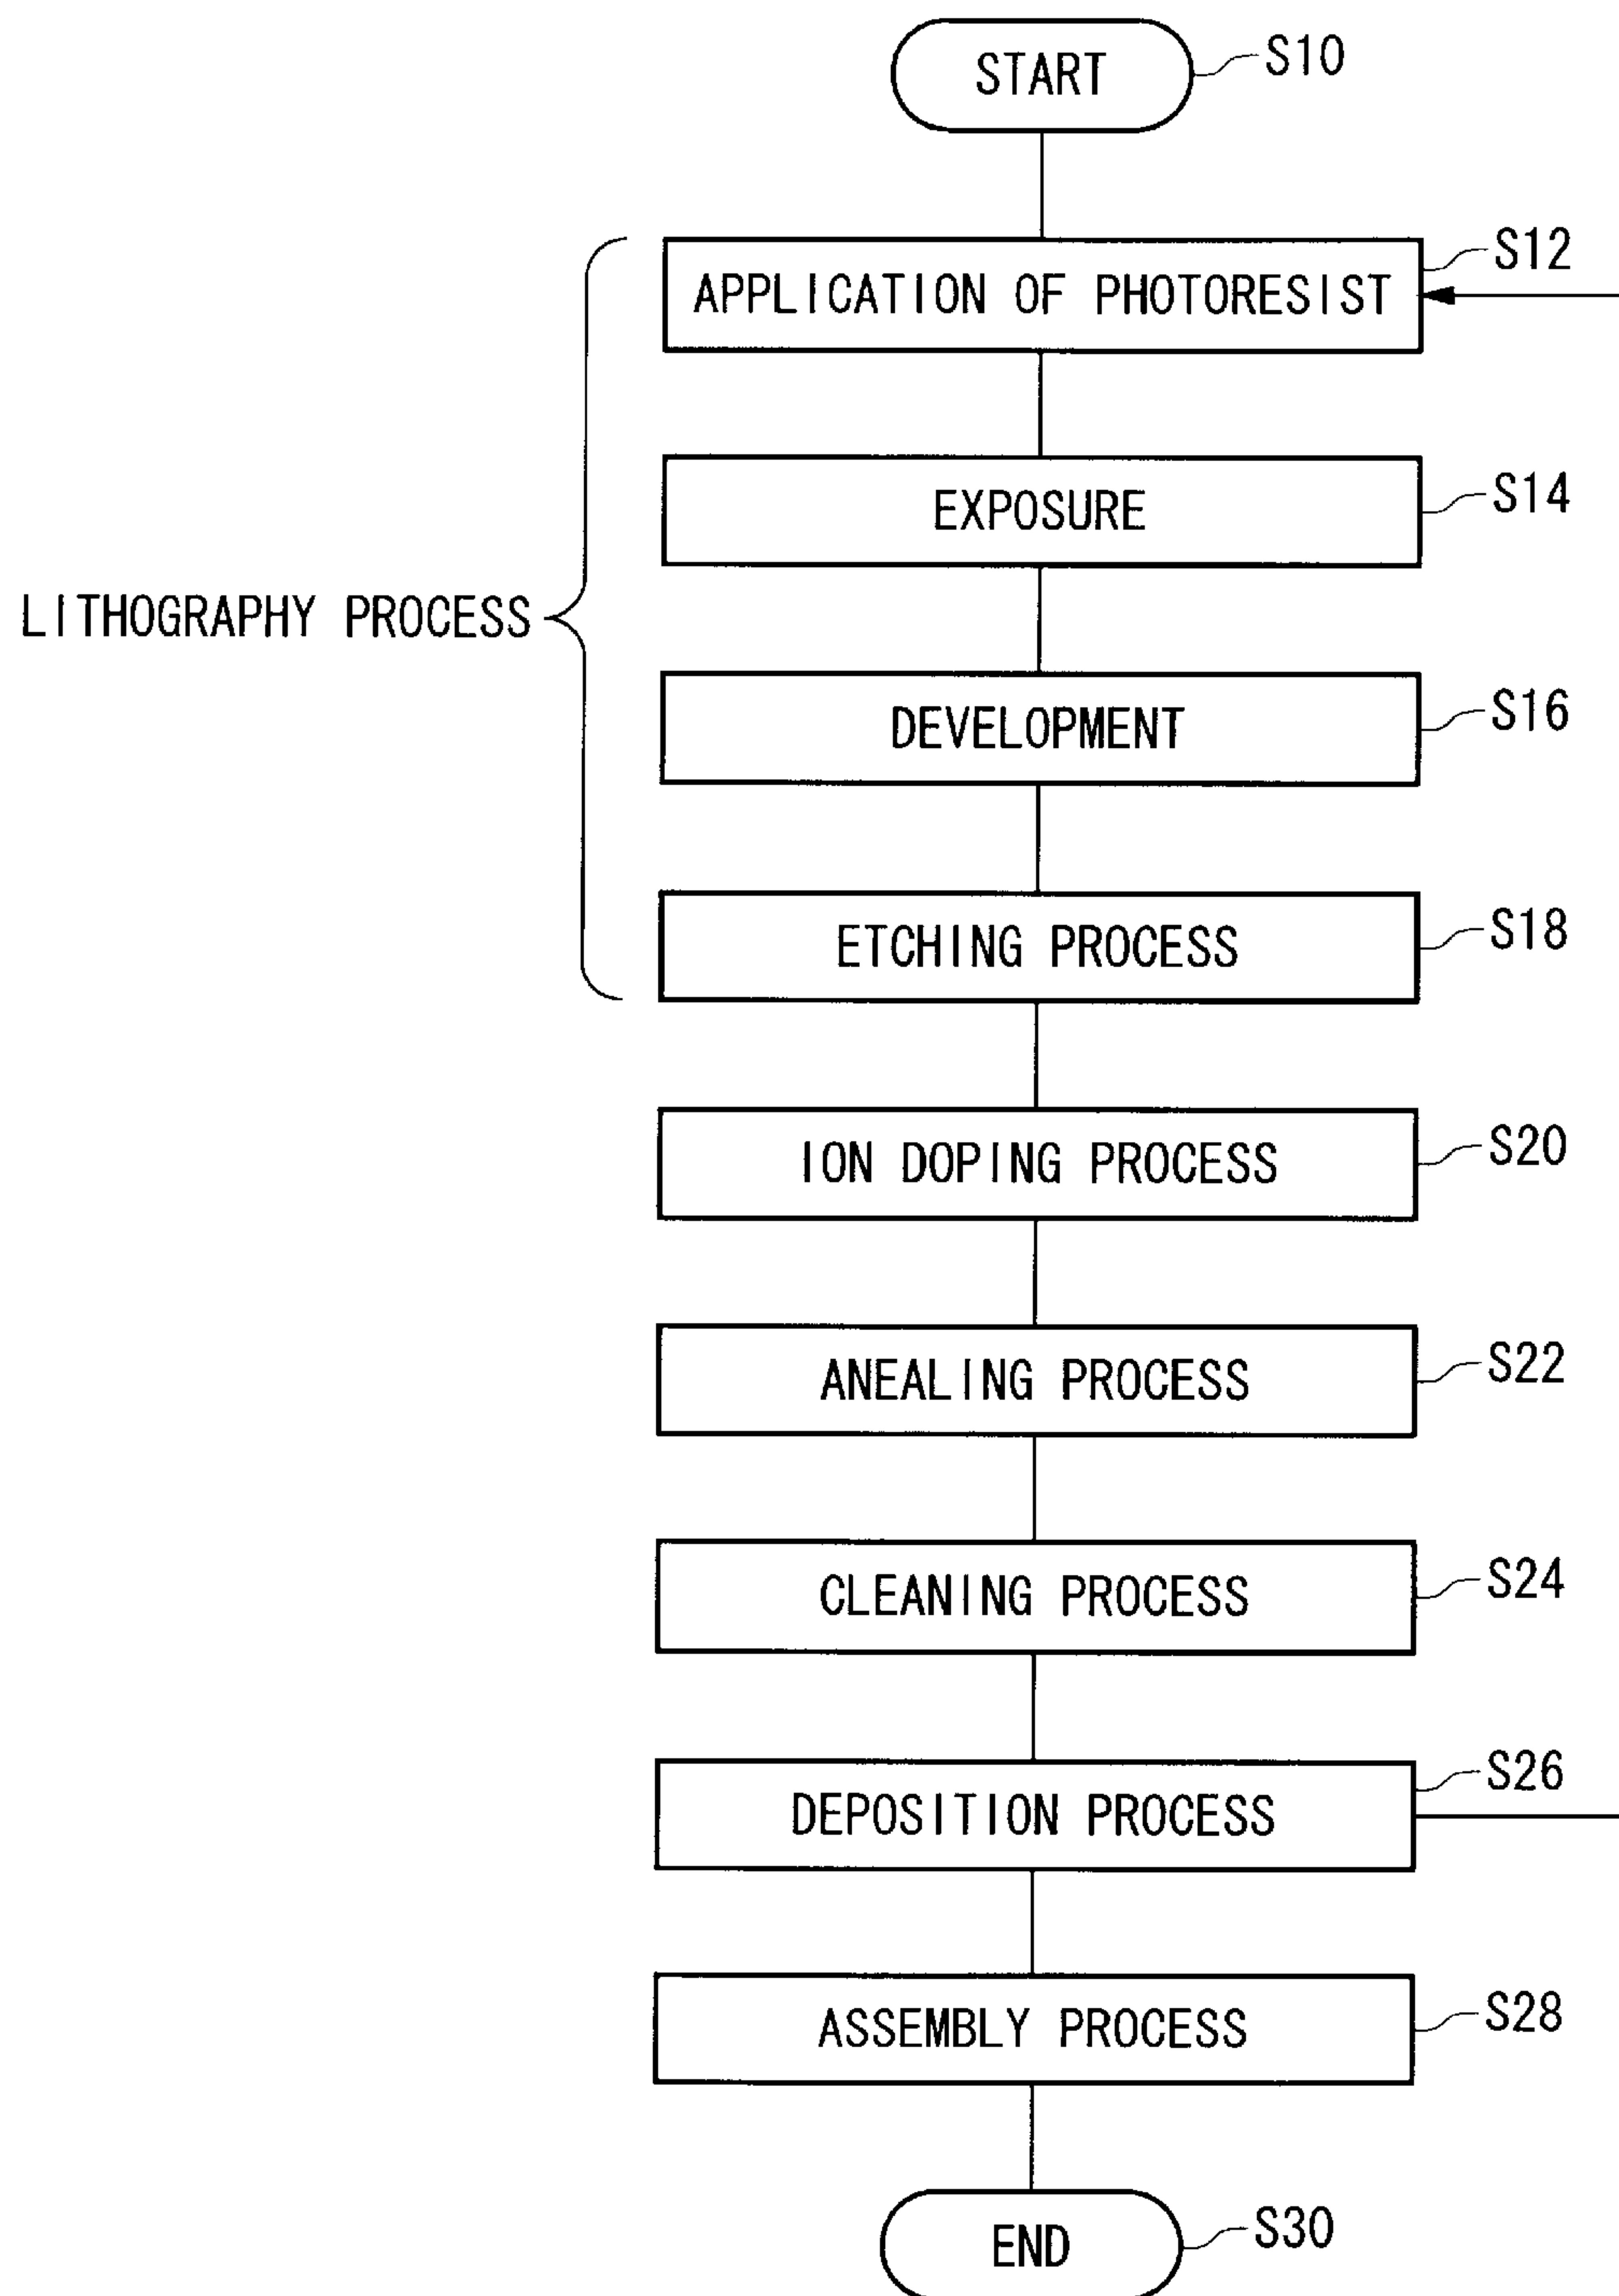 START
S10
APPLICATION OF PHOTORESIST
S12
EXPOSURE
S14
LITHOGRAPHY PROCESS
DEVELOPMENT
S16
ETCHING PROCESS
S18
ION DOPING PROCESS
S20
ANEALING PROCESS
S22
CLEANING PROCESS
S24
DEPOSITION PROCESS
S26
ASSEMBLY PROCESS
S28
END
S30